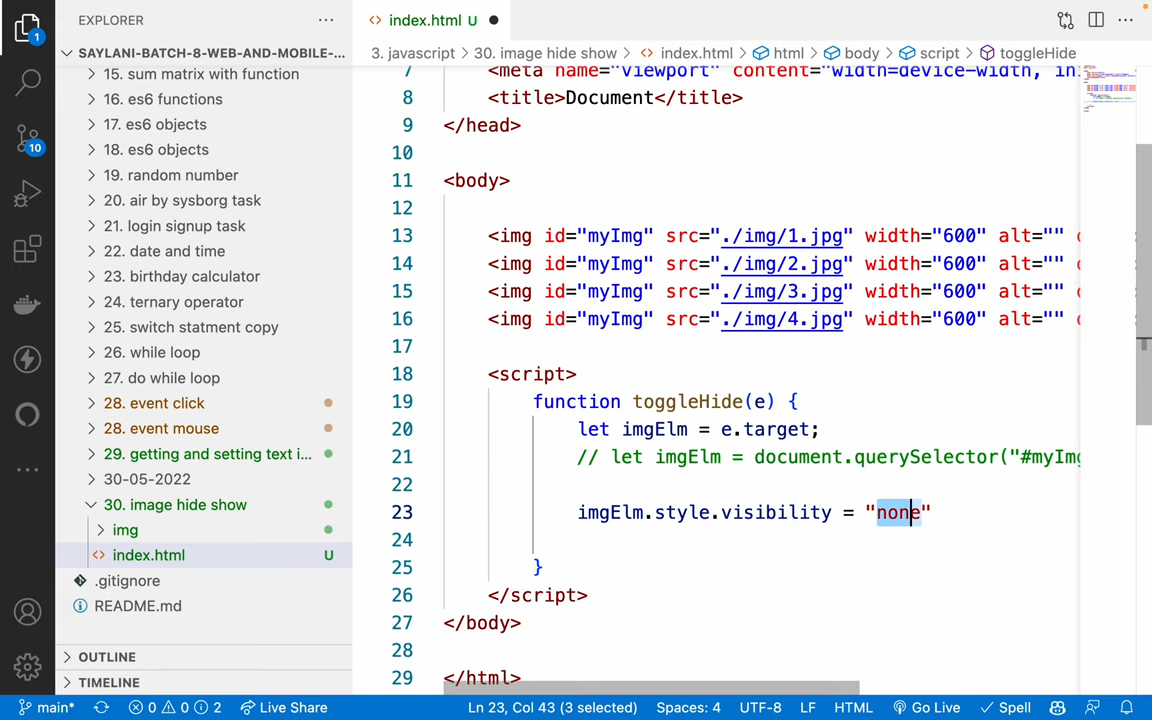 EXPLORER
index.html U
SAYLANI-BATCH-8-WEB-AND-MOBILE-...
3. javascript > 30. image hide show > index.html > html > body > script > toggleHide
15. sum matrix with function
16. es6 functions
17. es6 objects
18. es6 objects
19. random number
20. air by sysborg task
21. login signup task
22. date and time
23. birthday calculator
24. ternary operator
25. switch statment copy
26. while loop
27. do while loop
28. event click
28. event mouse
29. getting and setting text i...
30-05-2022
30. image hide show
img
index.html U
.gitignore
README.md
OUTLINE
TIMELINE
1
10
7 <meta name="viewport" content="width=device-width, in
8 <title>Document</title>
9 </head>
10
11 <body>
12
13 <img id="myImg" src="./img/1.jpg" width="600" alt=""
14 <img id="myImg" src="./img/2.jpg" width="600" alt=""
15 <img id="myImg" src="./img/3.jpg" width="600" alt=""
16 <img id="myImg" src="./img/4.jpg" width="600" alt=""
17
18 <script>
19 function toggleHide(e) {
20 let imgElm = e.target;
21 // let imgElm = document.querySelector("#myImg
22
23 imgElm.style.visibility = "none"
24
25 }
26 </script>
27 </body>
28
29 </html>
main* 0 0 2 Live Share Ln 23, Col 43 (3 selected) Spaces: 4 UTF-8 LF HTML Go Live Spell